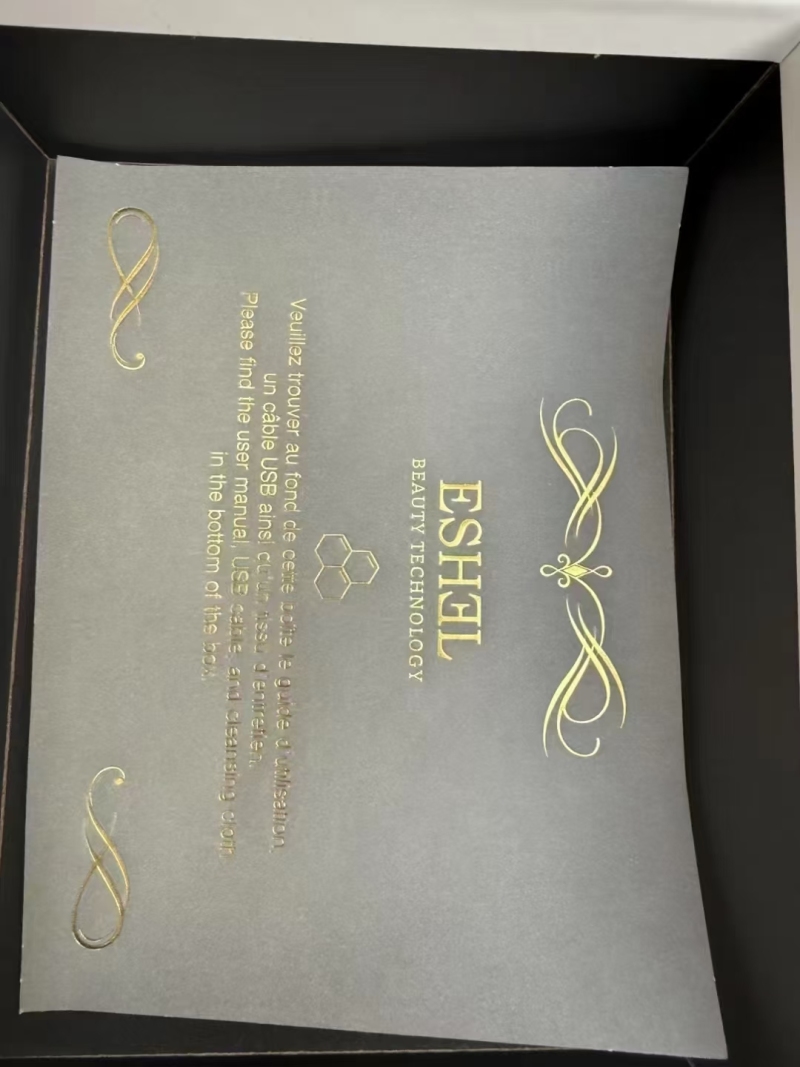 ESHƎL
BEAUTY TECHNOLOGY
Veuillez trouver au fond de cette boîte le guide d'utilisation,
un câble USB ainsi qu'un tissu d'entretien.
Please find the user manual, USB cable, and cleansing cloth
in the bottom of the box.